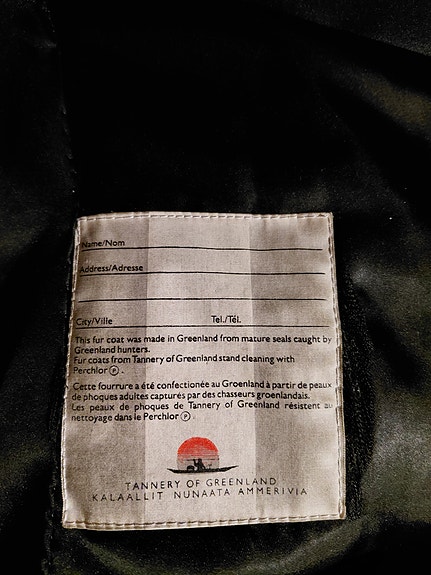 Name/Nom
Address/Adresse
City/Ville Tel./Tél.
This fur coat was made in Greenland from mature seals caught by
Greenland hunters.
Fur coats from Tannery of Greenland stand cleaning with
Perchlor Ⓟ.
Cette fourrure a été confectionée au Groenland à partir de peaux
de phoques adultes capturés par des chasseurs groenlandais.
Les peaux de phoques de Tannery of Greenland résistent au
nettoyage dans le Perchlor Ⓟ.
TANNERY OF GREENLAND
KALAALLIT NUNAATA AMMERIVIA